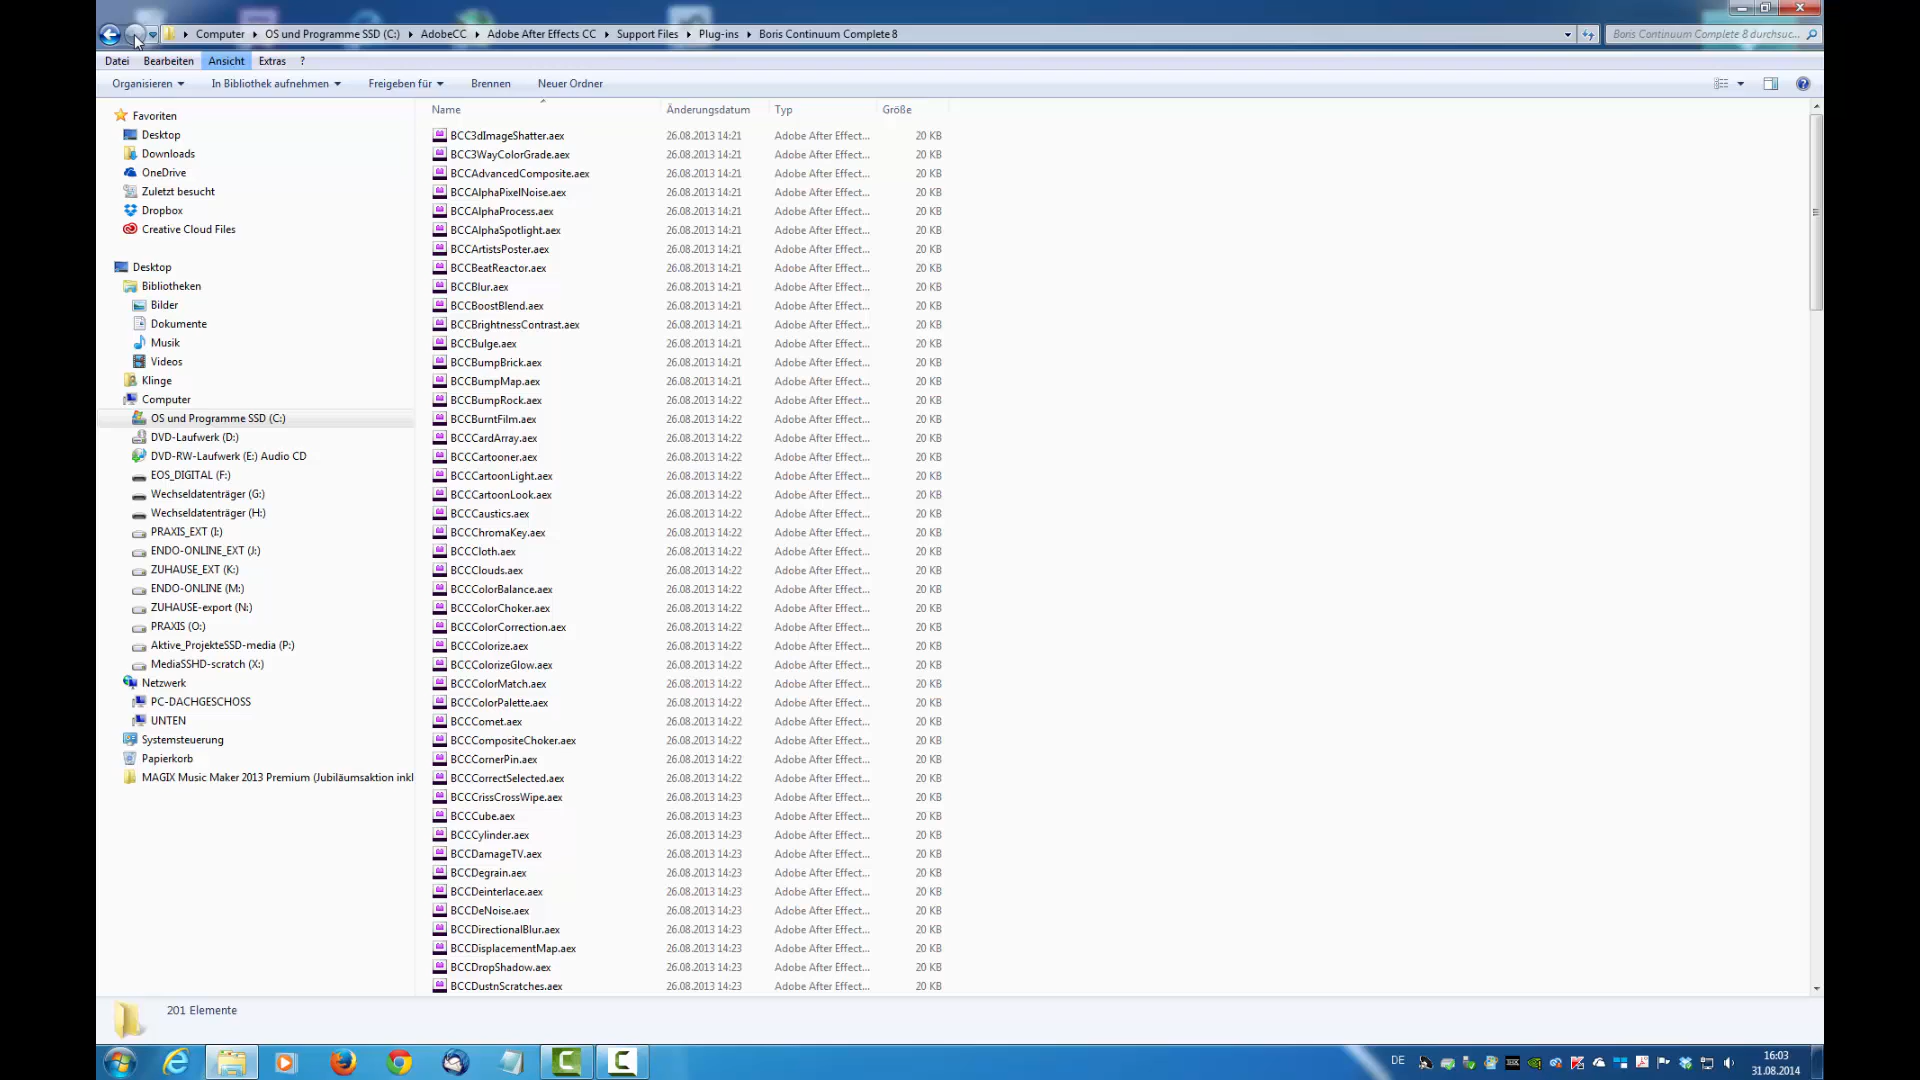 Computer ▸ OS und Programme SSD (C:) ▸ AdobeCC ▸ Adobe After Effects CC ▸ Support Files ▸ Plug-ins ▸ Boris Continuum Complete 8
Boris Continuum Complete 8 durchsuc...
Datei Bearbeiten Ansicht Extras ?
Organisieren In Bibliothek aufnehmen Freigeben für Brennen Neuer Ordner
Favoriten
Desktop
Downloads
OneDrive
Zuletzt besucht
Dropbox
Creative Cloud Files
Desktop
Bibliotheken
Bilder
Dokumente
Musik
Videos
Klinge
Computer
OS und Programme SSD (C:)
DVD-Laufwerk (D:)
DVD-RW-Laufwerk (E:) Audio CD
EOS_DIGITAL (F:)
Wechseldatenträger (G:)
Wechseldatenträger (H:)
PRAXIS_EXT (I:)
ENDO-ONLINE_EXT (J:)
ZUHAUSE_EXT (K:)
ENDO-ONLINE (M:)
ZUHAUSE-export (N:)
PRAXIS (O:)
Aktive_ProjekteSSD-media (P:)
MediaSSHD-scratch (X:)
Netzwerk
PC-DACHGESCHOSS
UNTEN
Systemsteuerung
Papierkorb
MAGIX Music Maker 2013 Premium (Jubiläumsaktion inkl
Name Änderungsdatum Typ Größe
BCC3dImageShatter.aex 26.08.2013 14:21 Adobe After Effect... 20 KB
BCC3WayColorGrade.aex 26.08.2013 14:21 Adobe After Effect... 20 KB
BCCAdvancedComposite.aex 26.08.2013 14:21 Adobe After Effect... 20 KB
BCCAlphaPixelNoise.aex 26.08.2013 14:21 Adobe After Effect... 20 KB
BCCAlphaProcess.aex 26.08.2013 14:21 Adobe After Effect... 20 KB
BCCAlphaSpotlight.aex 26.08.2013 14:21 Adobe After Effect... 20 KB
BCCArtistsPoster.aex 26.08.2013 14:21 Adobe After Effect... 20 KB
BCCBeatReactor.aex 26.08.2013 14:21 Adobe After Effect... 20 KB
BCCBlur.aex 26.08.2013 14:21 Adobe After Effect... 20 KB
BCCBoostBlend.aex 26.08.2013 14:21 Adobe After Effect... 20 KB
BCCBrightnessContrast.aex 26.08.2013 14:21 Adobe After Effect... 20 KB
BCCBulge.aex 26.08.2013 14:21 Adobe After Effect... 20 KB
BCCBumpBrick.aex 26.08.2013 14:21 Adobe After Effect... 20 KB
BCCBumpMap.aex 26.08.2013 14:21 Adobe After Effect... 20 KB
BCCBumpRock.aex 26.08.2013 14:22 Adobe After Effect... 20 KB
BCCBurntFilm.aex 26.08.2013 14:22 Adobe After Effect... 20 KB
BCCCardArray.aex 26.08.2013 14:22 Adobe After Effect... 20 KB
BCCCartooner.aex 26.08.2013 14:22 Adobe After Effect... 20 KB
BCCCartoonLight.aex 26.08.2013 14:22 Adobe After Effect... 20 KB
BCCCartoonLook.aex 26.08.2013 14:22 Adobe After Effect... 20 KB
BCCCaustics.aex 26.08.2013 14:22 Adobe After Effect... 20 KB
BCCChromaKey.aex 26.08.2013 14:22 Adobe After Effect... 20 KB
BCCCloth.aex 26.08.2013 14:22 Adobe After Effect... 20 KB
BCCClouds.aex 26.08.2013 14:22 Adobe After Effect... 20 KB
BCCColorBalance.aex 26.08.2013 14:22 Adobe After Effect... 20 KB
BCCColorChoker.aex 26.08.2013 14:22 Adobe After Effect... 20 KB
BCCColorCorrection.aex 26.08.2013 14:22 Adobe After Effect... 20 KB
BCCColorize.aex 26.08.2013 14:22 Adobe After Effect... 20 KB
BCCColorizeGlow.aex 26.08.2013 14:22 Adobe After Effect... 20 KB
BCCColorMatch.aex 26.08.2013 14:22 Adobe After Effect... 20 KB
BCCColorPalette.aex 26.08.2013 14:22 Adobe After Effect... 20 KB
BCCComet.aex 26.08.2013 14:22 Adobe After Effect... 20 KB
BCCCompositeChoker.aex 26.08.2013 14:22 Adobe After Effect... 20 KB
BCCCornerPin.aex 26.08.2013 14:22 Adobe After Effect... 20 KB
BCCCorrectSelected.aex 26.08.2013 14:22 Adobe After Effect... 20 KB
BCCCrissCrossWipe.aex 26.08.2013 14:23 Adobe After Effect... 20 KB
BCCCube.aex 26.08.2013 14:23 Adobe After Effect... 20 KB
BCCCylinder.aex 26.08.2013 14:23 Adobe After Effect... 20 KB
BCCDamageTV.aex 26.08.2013 14:23 Adobe After Effect... 20 KB
BCCDegrain.aex 26.08.2013 14:23 Adobe After Effect... 20 KB
BCCDeinterlace.aex 26.08.2013 14:23 Adobe After Effect... 20 KB
BCCDeNoise.aex 26.08.2013 14:23 Adobe After Effect... 20 KB
BCCDirectionalBlur.aex 26.08.2013 14:23 Adobe After Effect... 20 KB
BCCDisplacementMap.aex 26.08.2013 14:23 Adobe After Effect... 20 KB
BCCDropShadow.aex 26.08.2013 14:23 Adobe After Effect... 20 KB
BCCDustnScratches.aex 26.08.2013 14:23 Adobe After Effect... 20 KB
201 Elemente
DE
16:03
31.08.2014